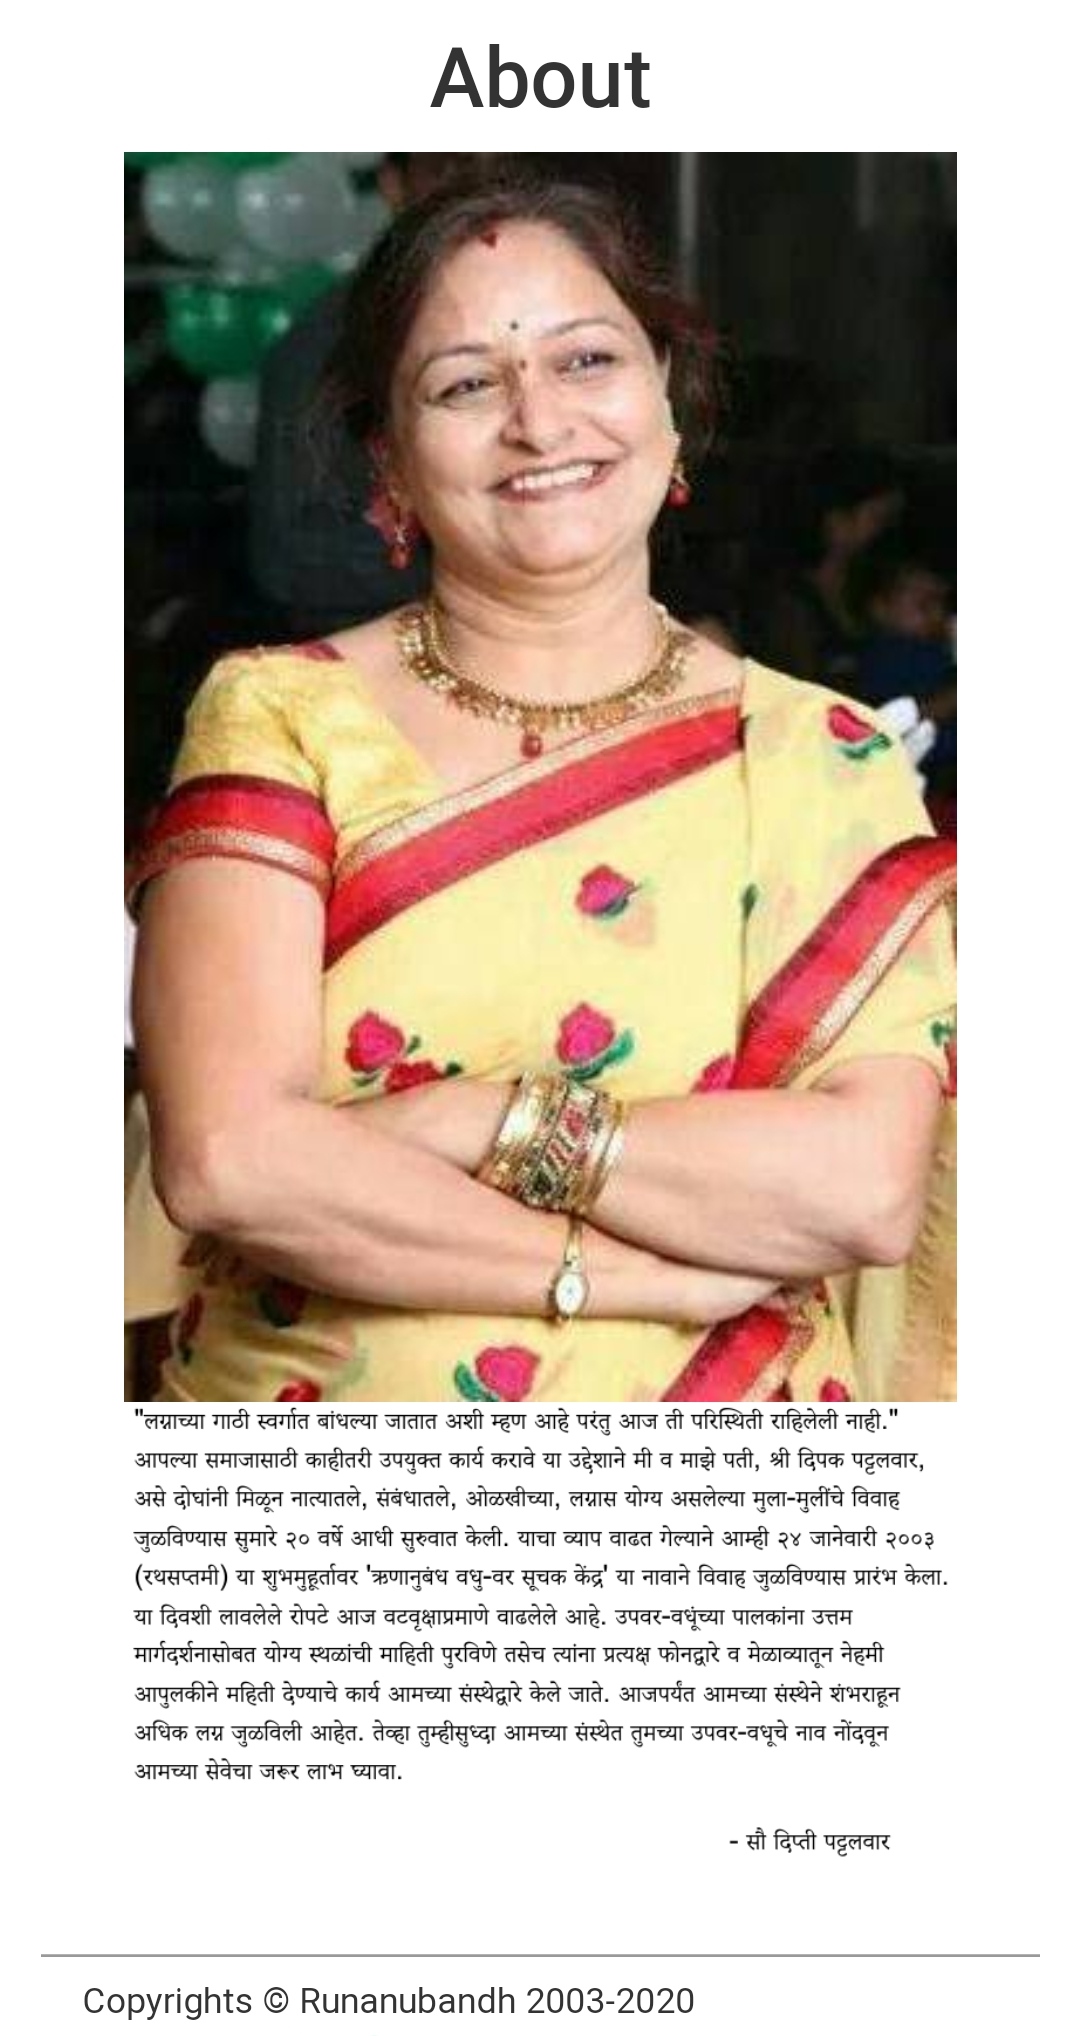 About
"लग्नाच्या गाठी स्वर्गात बांधल्या जातात अशी म्हण आहे परंतु आज ती परिस्थिती राहिलेली नाही."
आपल्या समाजासाठी काहीतरी उपयुक्त कार्य करावे या उद्देशाने मी व माझे पती, श्री दिपक पट्टलवार,
असे दोघांनी मिळून नात्यातले, संबंधातले, ओळखीच्या, लग्नास योग्य असलेल्या मुला-मुलींचे विवाह
जुळविण्यास सुमारे २० वर्षे आधी सुरुवात केली. याचा व्याप वाढत गेल्याने आम्ही २४ जानेवारी २००३
(रथसप्तमी) या शुभमुहूर्तावर 'ऋणानुबंध वधु-वर सूचक केंद्र' या नावाने विवाह जुळविण्यास प्रारंभ केला.
या दिवशी लावलेले रोपटे आज वटवृक्षाप्रमाणे वाढलेले आहे. उपवर-वधूंच्या पालकांना उत्तम
मार्गदर्शनासोबत योग्य स्थळांची माहिती पुरविणे तसेच त्यांना प्रत्यक्ष फोनद्वारे व मेळाव्यातून नेहमी
आपुलकीने महिती देण्याचे कार्य आमच्या संस्थेद्वारे केले जाते. आजपर्यंत आमच्या संस्थेने शंभराहून
अधिक लग्न जुळविली आहेत. तेव्हा तुम्हीसुध्दा आमच्या संस्थेत तुमच्या उपवर-वधूचे नाव नोंदवून
आमच्या सेवेचा जरूर लाभ घ्यावा.
- सौ दिप्ती पट्टलवार
Copyrights © Runanubandh 2003-2020